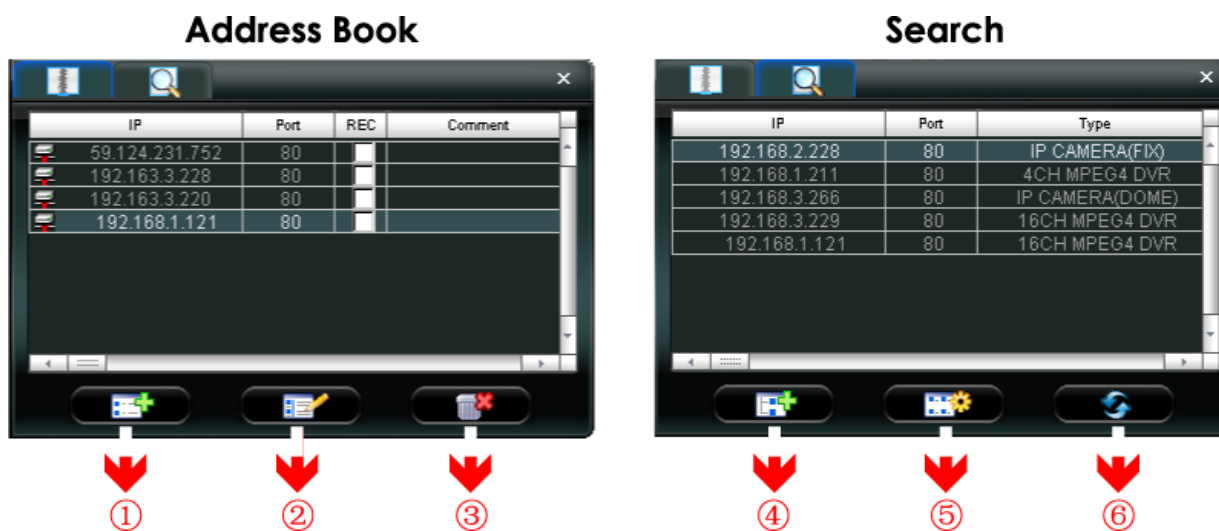 Address Book
Search
IP Port REC Comment
59.124.231.752 80
192.163.3.228 80
192.163.3.220 80
192.168.1.121 80
IP Port Type
192.168.2.228 80 IP CAMERA(FIX)
192.168.1.211 80 4CH MPEG4 DVR
192.168.3.266 80 IP CAMERA(DOME)
192.168.3.229 80 16CH MPEG4 DVR
192.168.1.121 80 16CH MPEG4 DVR
① ② ③
④ ⑤ ⑥